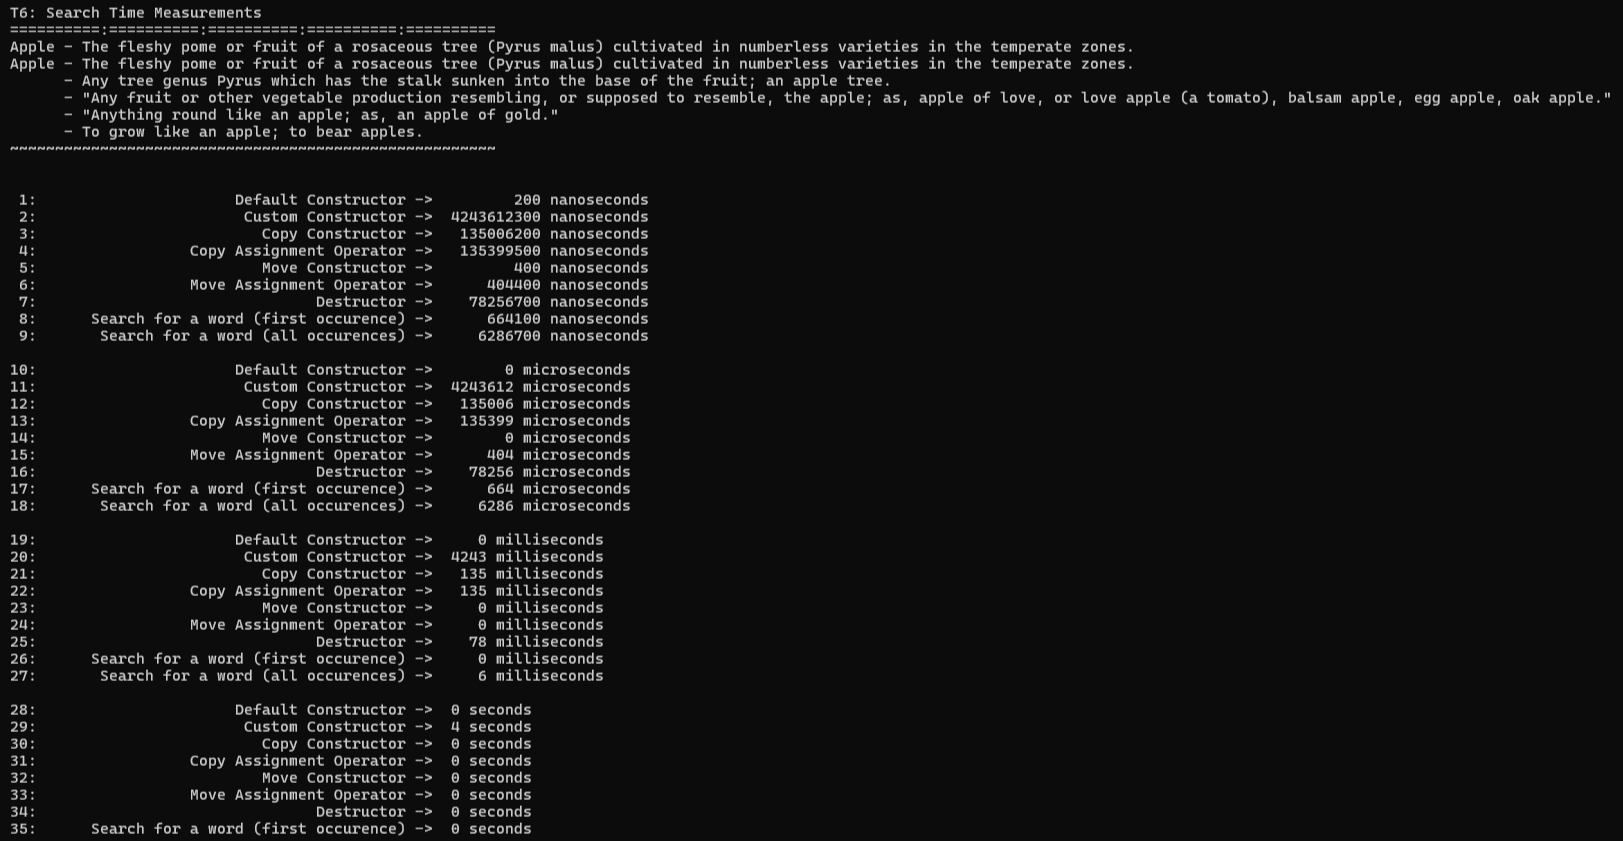 T6: Search Time Measurements
==========:==========:==========:==========:==========
Apple - The fleshy pome or fruit of a rosaceous tree (Pyrus malus) cultivated in numberless varieties in the temperate zones.
Apple - The fleshy pome or fruit of a rosaceous tree (Pyrus malus) cultivated in numberless varieties in the temperate zones.
      - Any tree genus Pyrus which has the stalk sunken into the base of the fruit; an apple tree.
      - "Any fruit or other vegetable production resembling, or supposed to resemble, the apple; as, apple of love, or love apple (a tomato), balsam apple, egg apple, oak apple."
      - "Anything round like an apple; as, an apple of gold."
      - To grow like an apple; to bear apples.
~~~~~~~~~~~~~~~~~~~~~~~~~~~~~~~~~~~~~~~~~~~~~~~~~~~~~~
 1: Default Constructor -> 200 nanoseconds
 2: Custom Constructor -> 4243612300 nanoseconds
 3: Copy Constructor -> 135006200 nanoseconds
 4: Copy Assignment Operator -> 135399500 nanoseconds
 5: Move Constructor -> 400 nanoseconds
 6: Move Assignment Operator -> 404400 nanoseconds
 7: Destructor -> 78256700 nanoseconds
 8: Search for a word (first occurence) -> 664100 nanoseconds
 9: Search for a word (all occurences) -> 6286700 nanoseconds
10: Default Constructor -> 0 microseconds
11: Custom Constructor -> 4243612 microseconds
12: Copy Constructor -> 135006 microseconds
13: Copy Assignment Operator -> 135399 microseconds
14: Move Constructor -> 0 microseconds
15: Move Assignment Operator -> 404 microseconds
16: Destructor -> 78256 microseconds
17: Search for a word (first occurence) -> 664 microseconds
18: Search for a word (all occurences) -> 6286 microseconds
19: Default Constructor -> 0 milliseconds
20: Custom Constructor -> 4243 milliseconds
21: Copy Constructor -> 135 milliseconds
22: Copy Assignment Operator -> 135 milliseconds
23: Move Constructor -> 0 milliseconds
24: Move Assignment Operator -> 0 milliseconds
25: Destructor -> 78 milliseconds
26: Search for a word (first occurence) -> 0 milliseconds
27: Search for a word (all occurences) -> 6 milliseconds
28: Default Constructor -> 0 seconds
29: Custom Constructor -> 4 seconds
30: Copy Constructor -> 0 seconds
31: Copy Assignment Operator -> 0 seconds
32: Move Constructor -> 0 seconds
33: Move Assignment Operator -> 0 seconds
34: Destructor -> 0 seconds
35: Search for a word (first occurence) -> 0 seconds